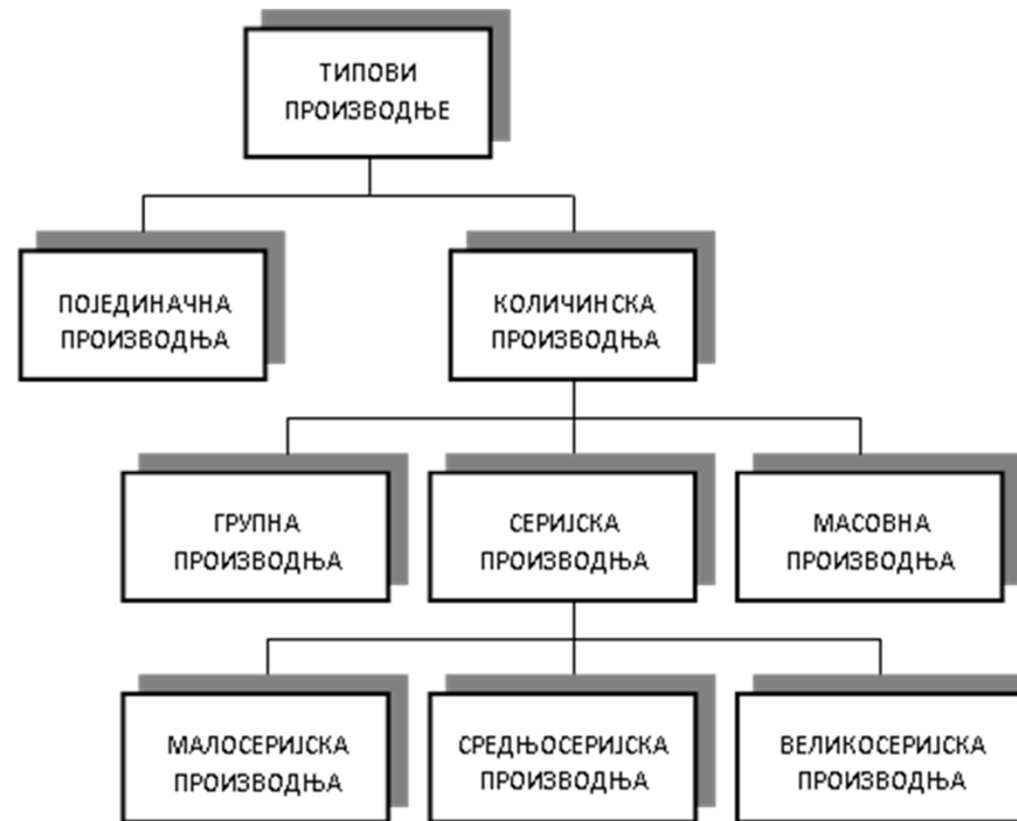 ТИПОВИ
ПРОИЗВОДЊЕ
ПОЈЕДИНАЧНА
ПРОИЗВОДЊА
КОЛИЧИНСКА
ПРОИЗВОДЊА
ГРУПНА
ПРОИЗВОДЊА
СЕРИЈСКА
ПРОИЗВОДЊА
МАСОВНА
ПРОИЗВОДЊА
МАЛОСЕРИЈСКА
ПРОИЗВОДЊА
СРЕДЊОСЕРИЈСКА
ПРОИЗВОДЊА
ВЕЛИКОСЕРИЈСКА
ПРОИЗВОДЊА